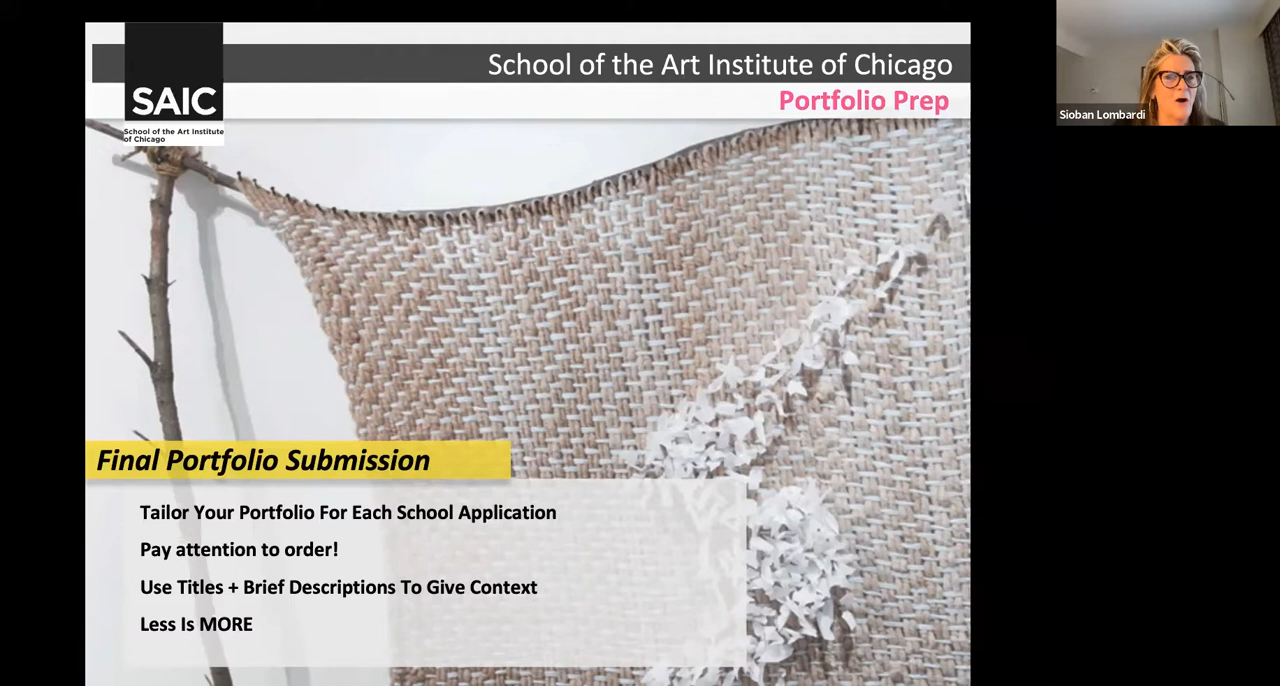 School of the Art Institute of Chicago
Portfolio Prep
SAIC
School of the Art Institute
of Chicago
Sioban Lombardi
Final Portfolio Submission
Tailor Your Portfolio For Each School Application
Pay attention to order!
Use Titles + Brief Descriptions To Give Context
Less Is MORE